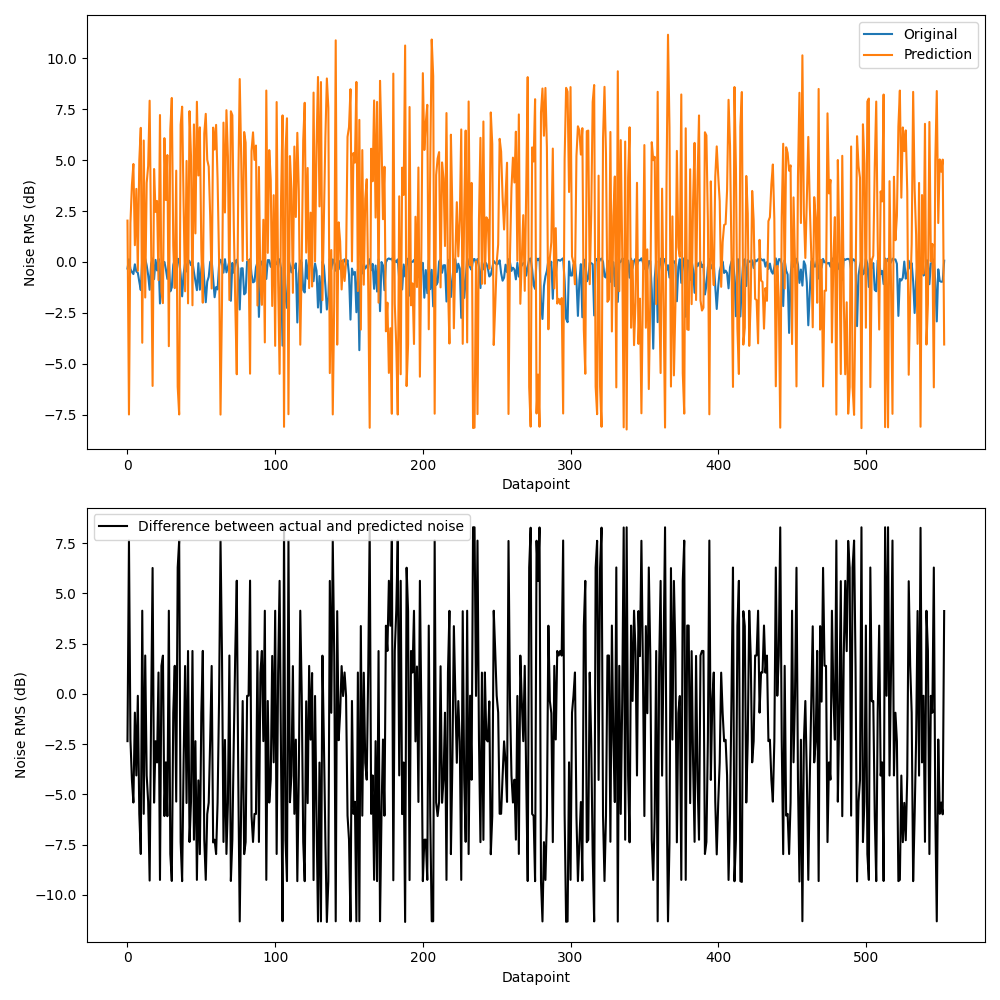 Original
Prediction
Noise RMS (dB)
10.0
7.5
5.0
2.5
0.0
−2.5
−5.0
−7.5
0 100 200 300 400 500
Datapoint
Difference between actual and predicted noise
Noise RMS (dB)
7.5
5.0
2.5
0.0
−2.5
−5.0
−7.5
−10.0
0 100 200 300 400 500
Datapoint